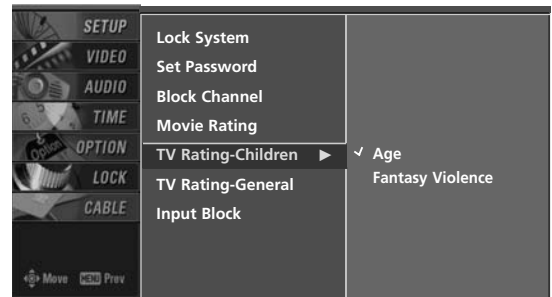 SETUP
VIDEO
AUDIO
TIME
Option OPTION
LOCK
CABLE
Move MENU Prev
Lock System
Set Password
Block Channel
Movie Rating
TV Rating-Children ►
TV Rating-General
Input Block
✓ Age
Fantasy Violence